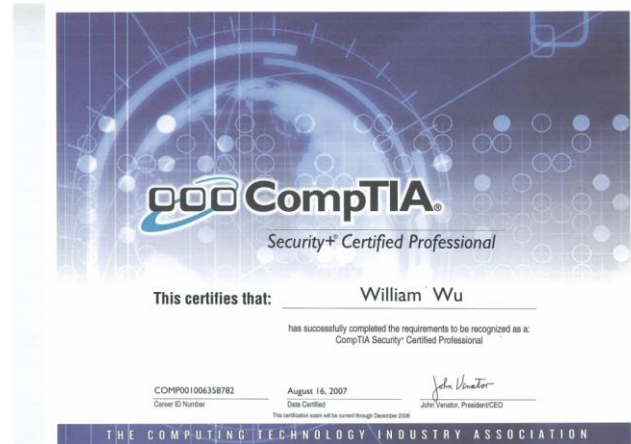 CompTIA®
Security+® Certified Professional
This certifies that: William Wu
has successfully completed the requirements to be recognized as a:
CompTIA Security+ Certified Professional
COMP001006358782 August 16, 2007 John Venator
Career ID Number Date Certified John Venator, President/CEO
This certification exam will be current through December 2008
THE COMPUTING TECHNOLOGY INDUSTRY ASSOCIATION